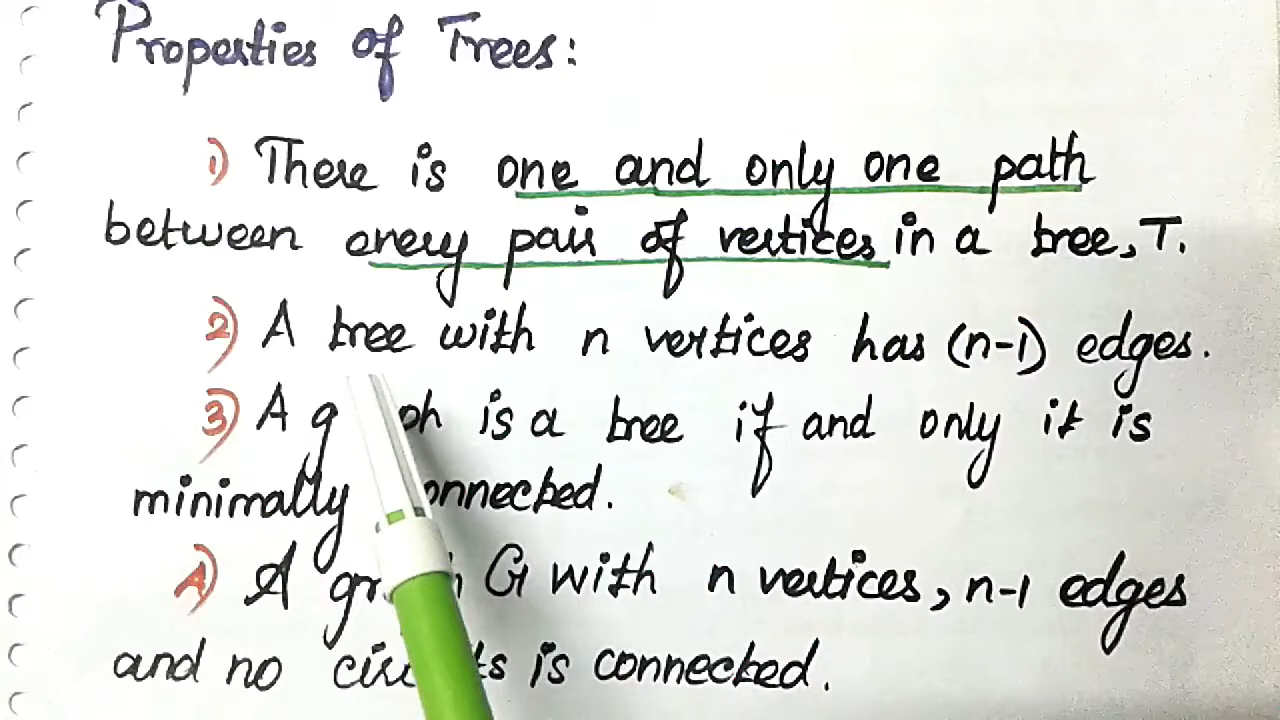 Properties of Trees:
1) There is one and only one path
between every pair of vertices in a tree, T.
2) A tree with n vertices has (n-1) edges.
3) A is a tree if and only it is
minimally
4) A G with n vertices, n-1 edges
and no is connected.